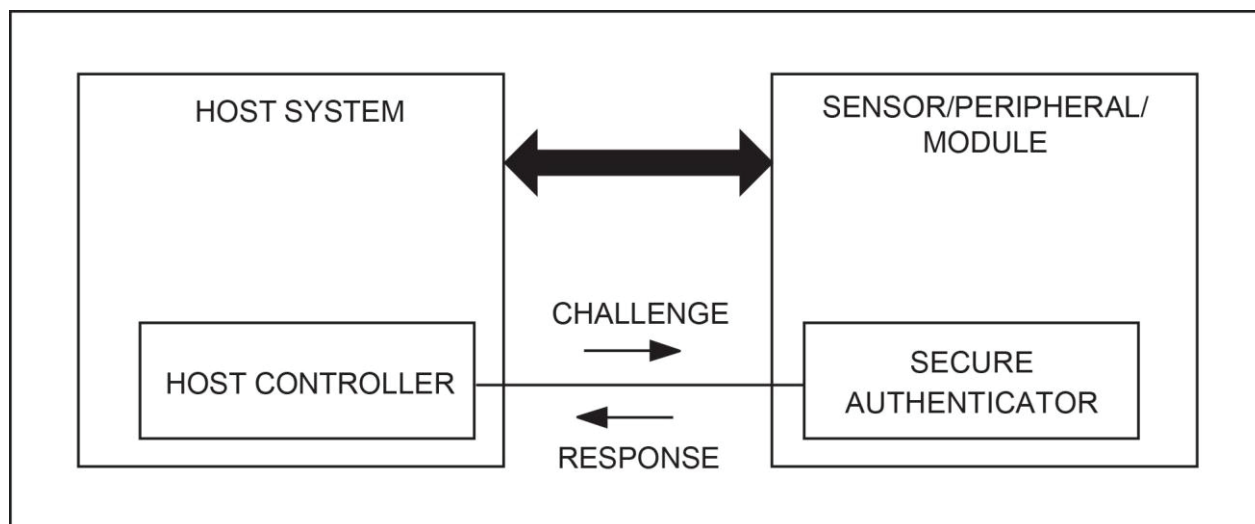 HOST SYSTEM
SENSOR/PERIPHERAL/
MODULE
CHALLENGE
HOST CONTROLLER
SECURE
AUTHENTICATOR
RESPONSE